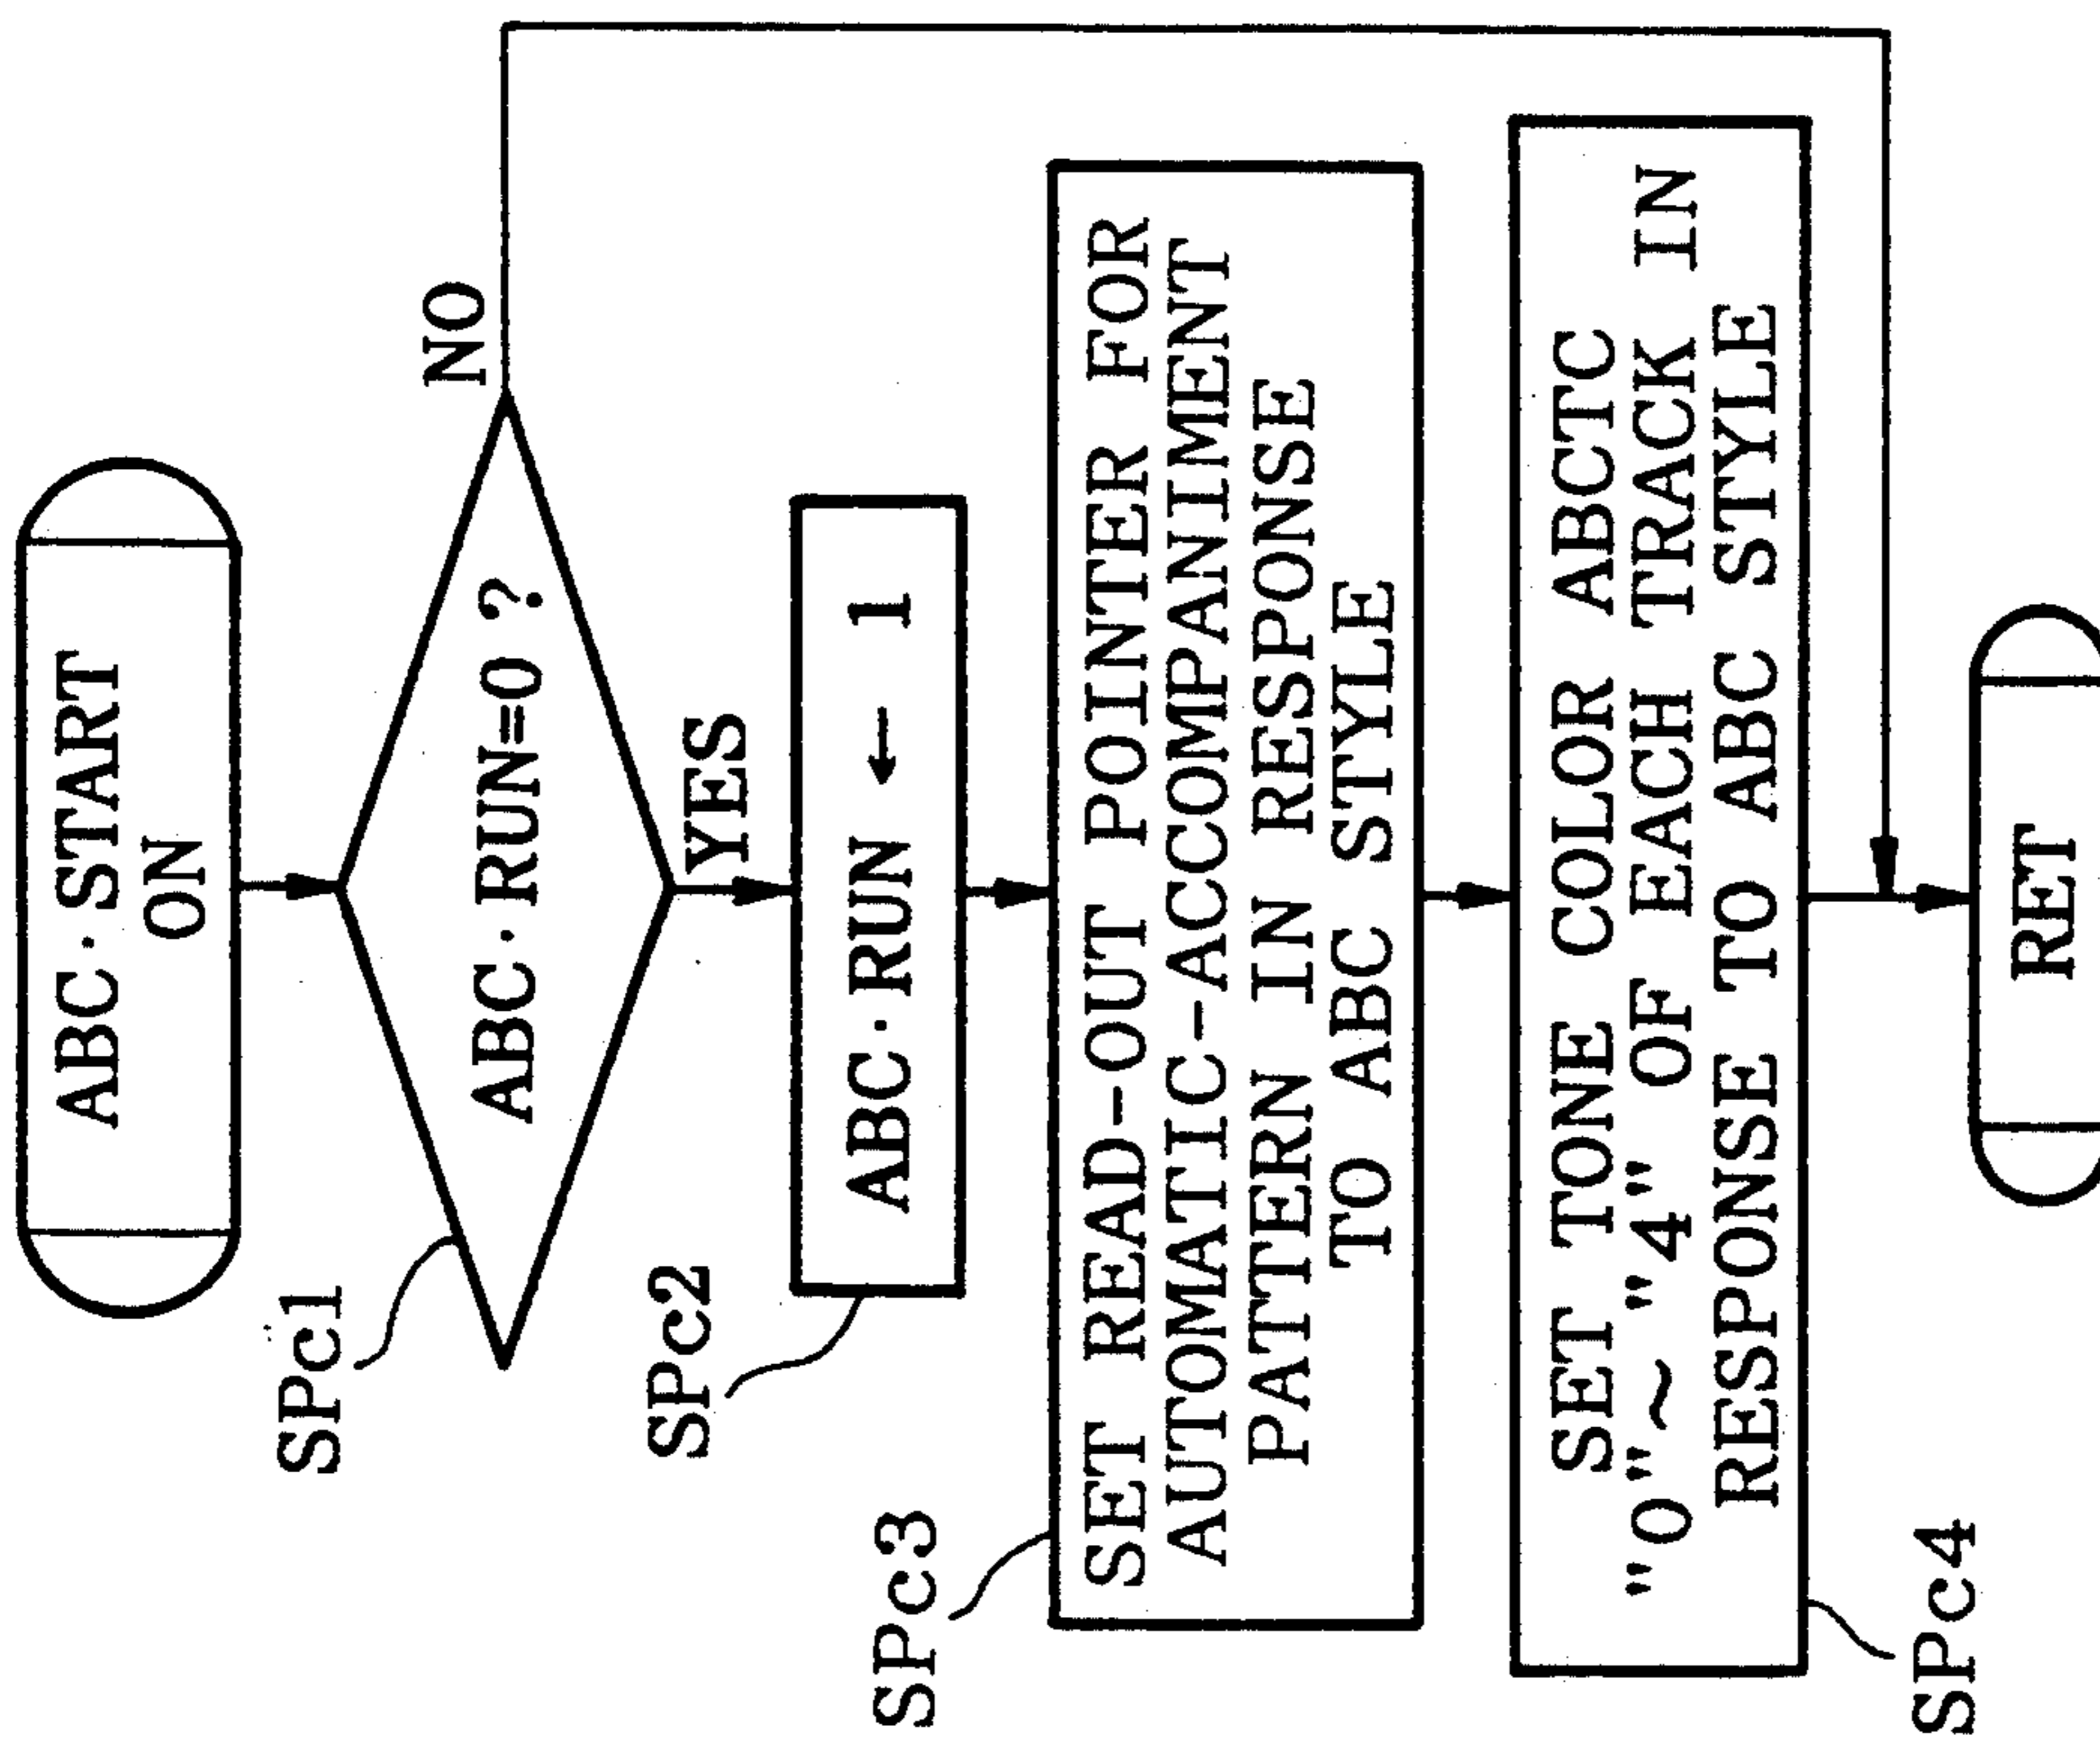 ABC·START
ON
SPc1
ABC·RUN=0 ?
NO
YES
SPc2
ABC·RUN ← 1
SPc3
SET READ-OUT POINTER FOR
AUTOMATIC-ACCOMPANIMENT
PATTERN IN RESPONSE
TO ABC STYLE
SET TONE COLOR ABCTC
"0"~"4" OF EACH TRACK IN
RESPONSE TO ABC STYLE
SPc4
RET